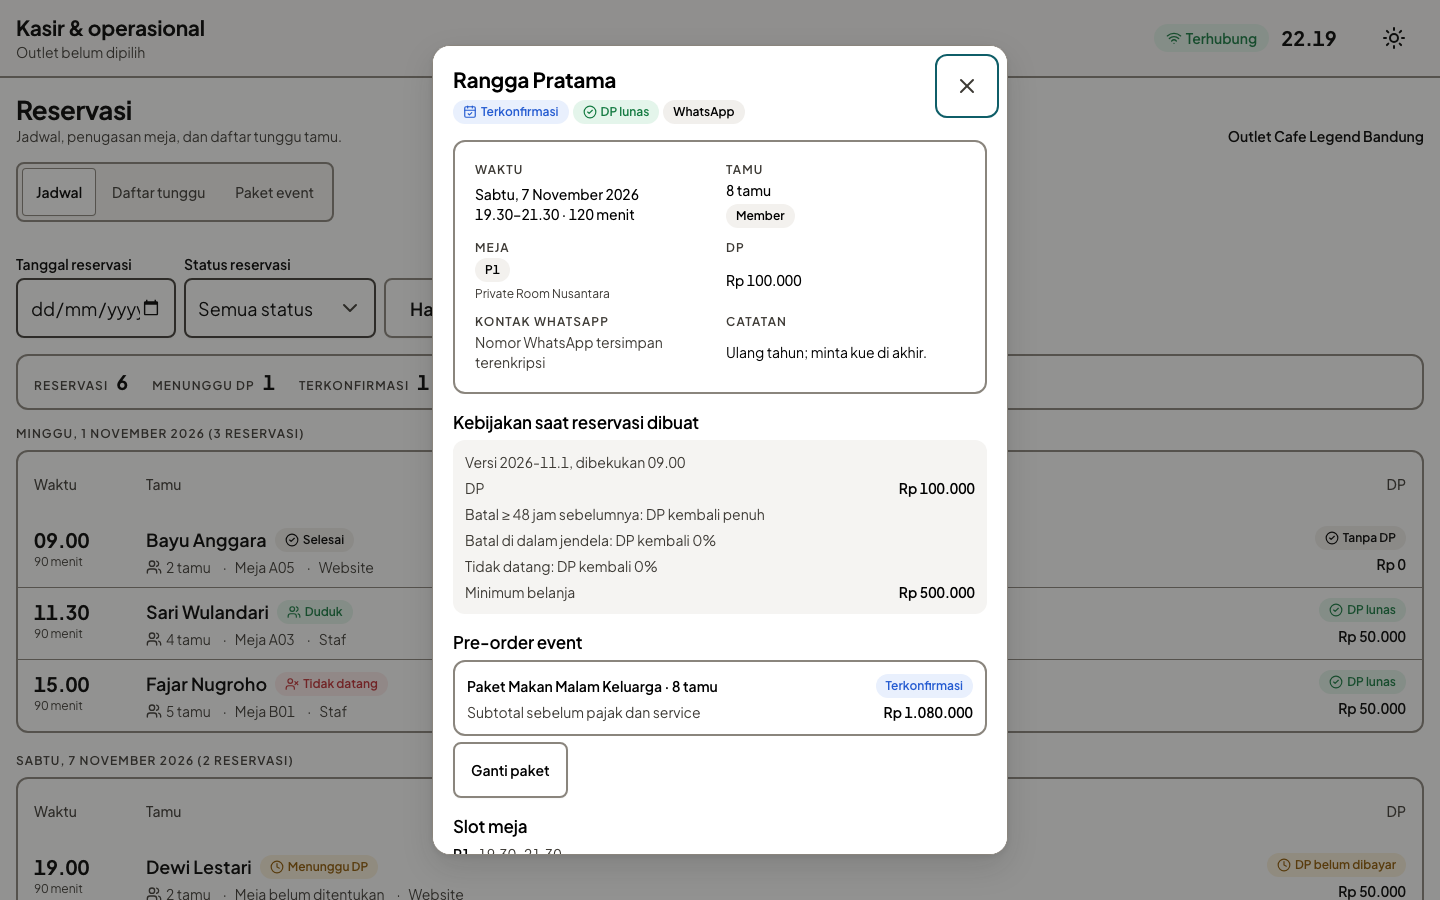 Kasir & operasional
Outlet belum dipilih
Terhubung
22.19
Reservasi
Jadwal, penugasan meja, dan daftar tunggu tamu.
Outlet Cafe Legend Bandung
Jadwal
Daftar tunggu
Paket event
Tanggal reservasi
Status reservasi
dd/mm/yyyy
Semua status
Ha
RESERVASI 6
MENUNGGU DP 1
TERKONFIRMASI 1
MINGGU, 1 NOVEMBER 2026 (3 RESERVASI)
Waktu
Tamu
DP
09.00
90 menit
Bayu Anggara
Selesai
2 tamu · Meja A05 · Website
Tanpa DP
Rp 0
11.30
90 menit
Sari Wulandari
Duduk
4 tamu · Meja A03 · Staf
DP lunas
Rp 50.000
15.00
90 menit
Fajar Nugroho
Tidak datang
5 tamu · Meja B01 · Staf
DP lunas
Rp 50.000
SABTU, 7 NOVEMBER 2026 (2 RESERVASI)
Waktu
Tamu
DP
19.00
90 menit
Dewi Lestari
Menunggu DP
2 tamu · Meja belum ditentukan · Website
DP belum dibayar
Rp 50.000
Rangga Pratama
Terkonfirmasi
DP lunas
WhatsApp
WAKTU
Sabtu, 7 November 2026
19.30–21.30 · 120 menit
TAMU
8 tamu
Member
MEJA
P1
Private Room Nusantara
DP
Rp 100.000
KONTAK WHATSAPP
Nomor WhatsApp tersimpan
terenkripsi
CATATAN
Ulang tahun; minta kue di akhir.
Kebijakan saat reservasi dibuat
Versi 2026-11.1, dibekukan 09.00
DP Rp 100.000
Batal ≥ 48 jam sebelumnya: DP kembali penuh
Batal di dalam jendela: DP kembali 0%
Tidak datang: DP kembali 0%
Minimum belanja Rp 500.000
Pre-order event
Paket Makan Malam Keluarga · 8 tamu
Terkonfirmasi
Subtotal sebelum pajak dan service Rp 1.080.000
Ganti paket
Slot meja
P1 19.30–21.30